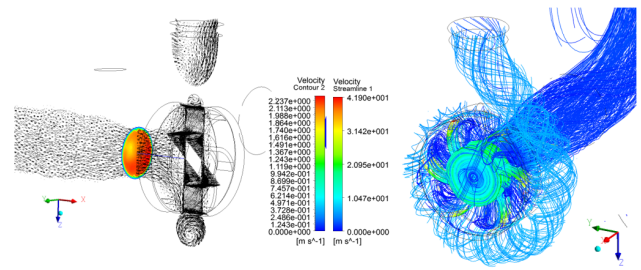 Velocity
Contour 2
2.237e+000
2.113e+000
1.988e+000
1.864e+000
1.740e+000
1.616e+000
1.491e+000
1.367e+000
1.243e+000
1.119e+000
9.942e-001
8.699e-001
7.457e-001
6.214e-001
4.971e-001
3.728e-001
2.486e-001
1.243e-001
0.000e+000
[m s^-1]
Velocity
Streamline 1
4.190e+001
3.142e+001
2.095e+001
1.047e+001
0.000e+000
[m s^-1]
Y
X
Z
Y
Z